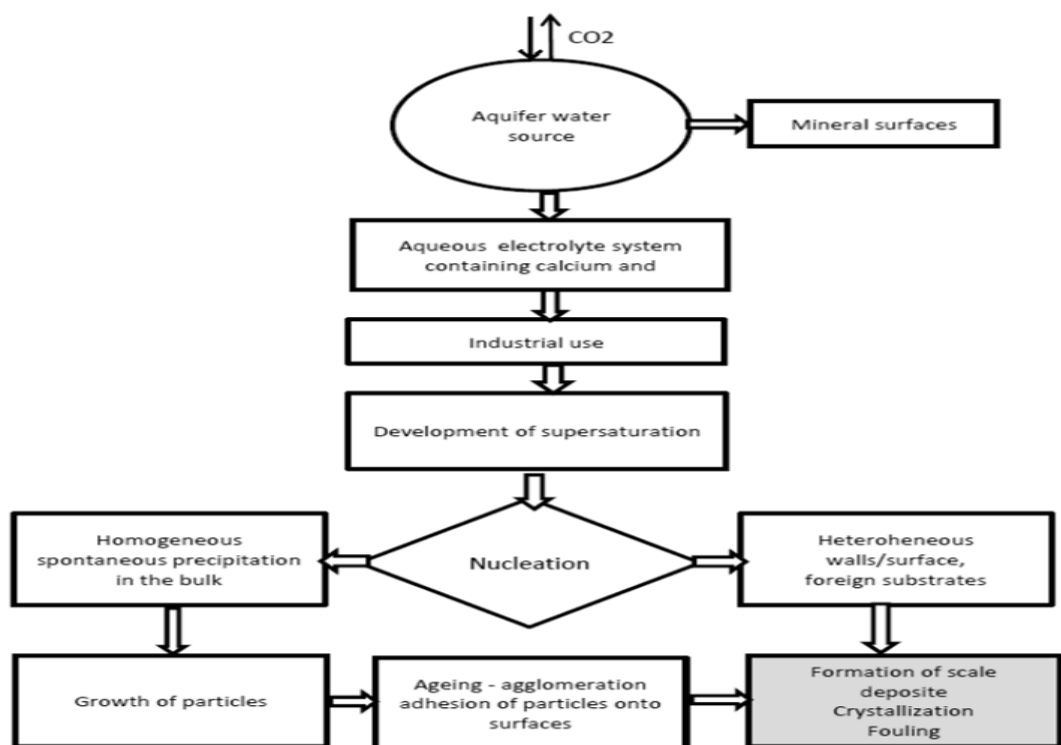 CO2
Aquifer water
source
Mineral surfaces
Aqueous electrolyte system
containing calcium and
Industrial use
Development of supersaturation
Homogeneous
spontaneous precipitation
in the bulk
Nucleation
Heteroheneous
walls/surface,
foreign substrates
Growth of particles
Ageing - agglomeration
adhesion of particles onto
surfaces
Formation of scale
deposite
Crystallization
Fouling